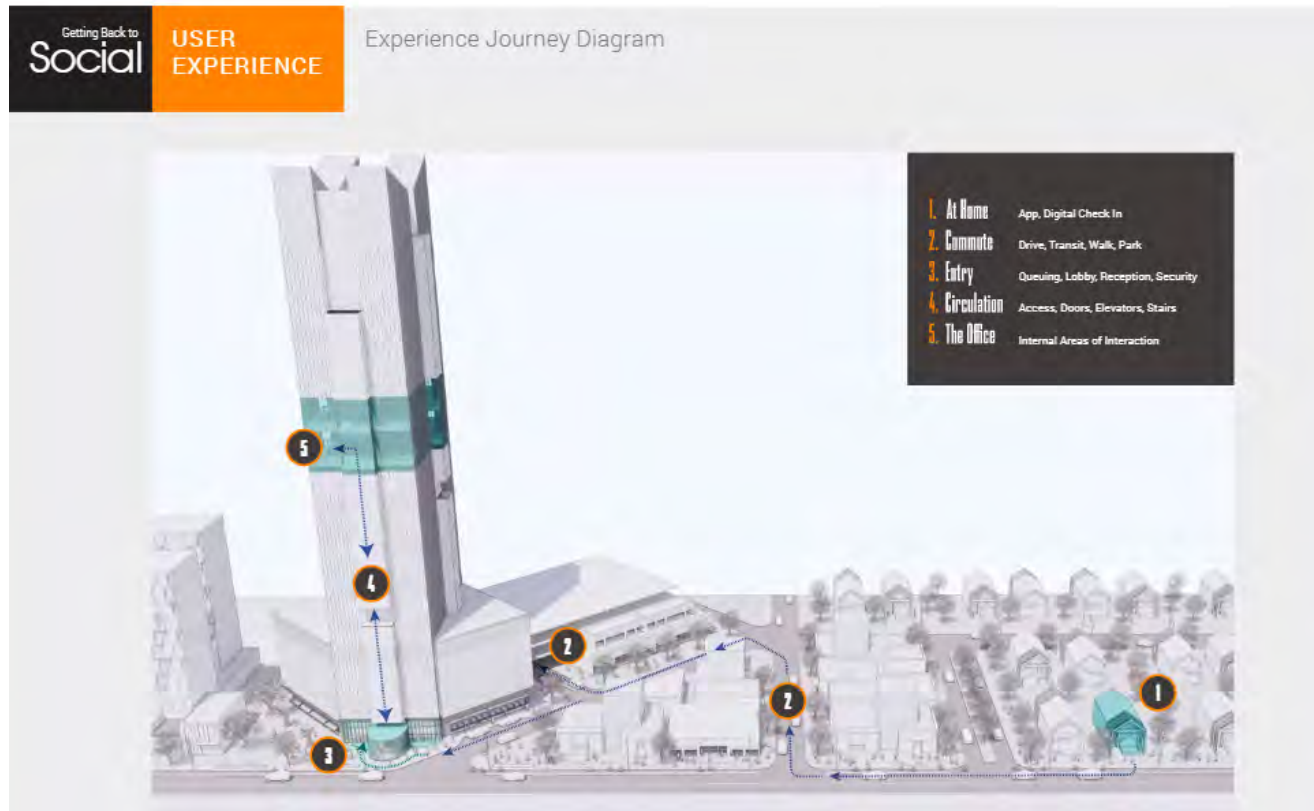 Getting Back to
Social
USER
EXPERIENCE
Experience Journey Diagram
1. At Home App, Digital Check In
2. Commute Drive, Transit, Walk, Park
3. Entry Queuing, Lobby, Reception, Security
4. Circulation Access, Doors, Elevators, Stairs
5. The Office Internal Areas of Interaction
5
4
2
2
1
3